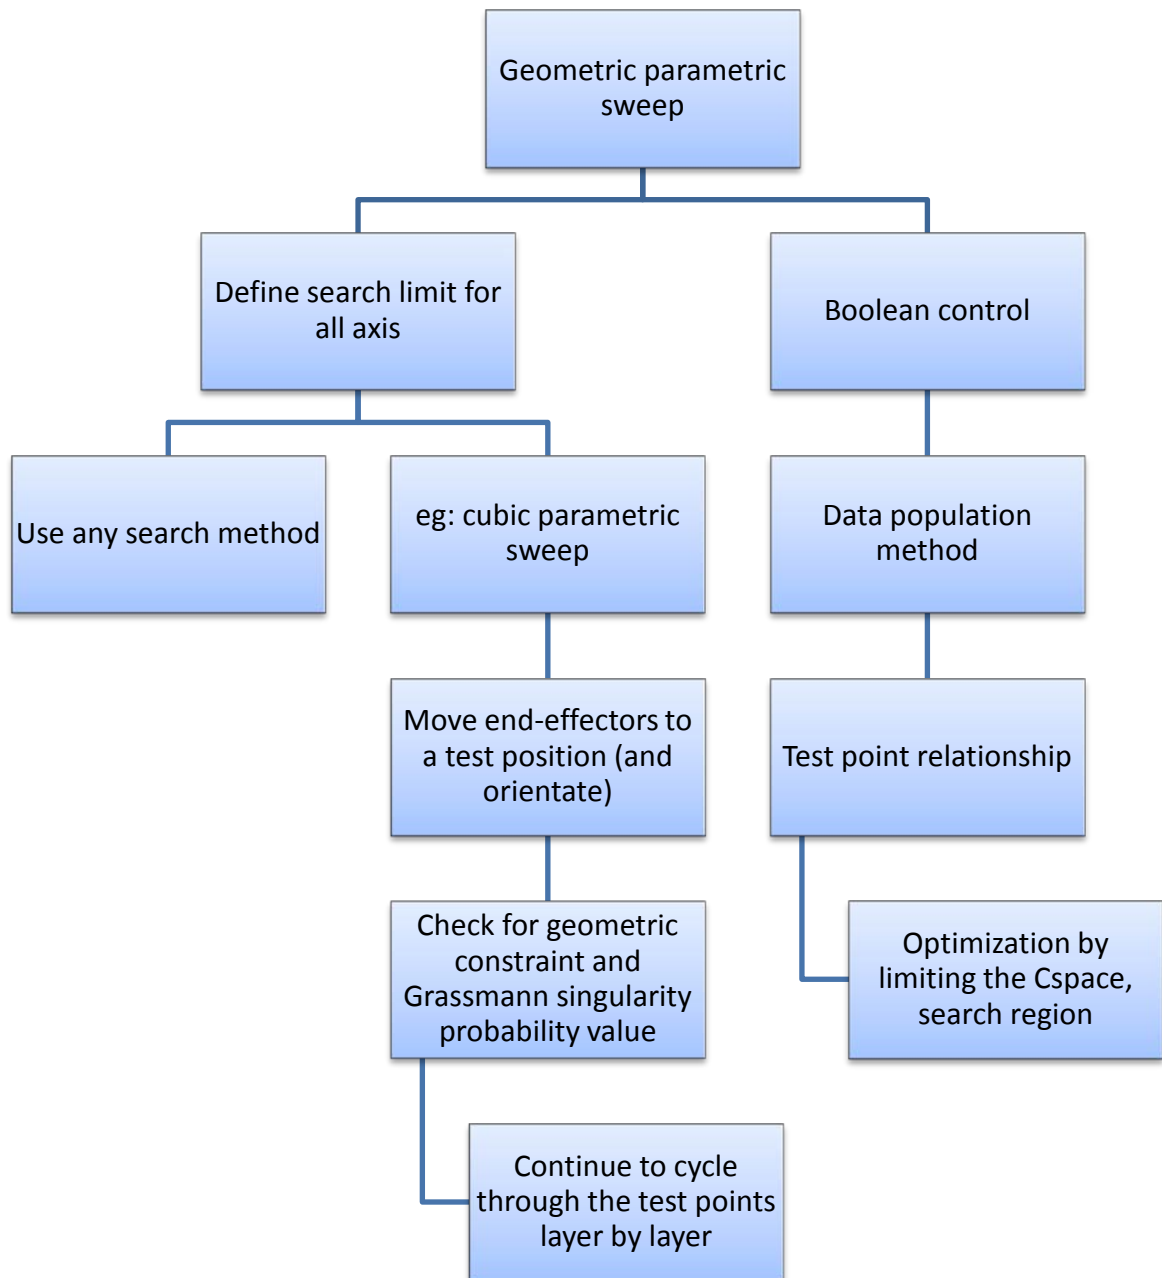 Geometric parametric
sweep
Define search limit for
all axis
Boolean control
Use any search method
eg: cubic parametric
sweep
Data population
method
Move end-effectors to
a test position (and
orientate)
Test point relationship
Check for geometric
constraint and
Grassmann singularity
probability value
Optimization by
limiting the Cspace,
search region
Continue to cycle
through the test points
layer by layer